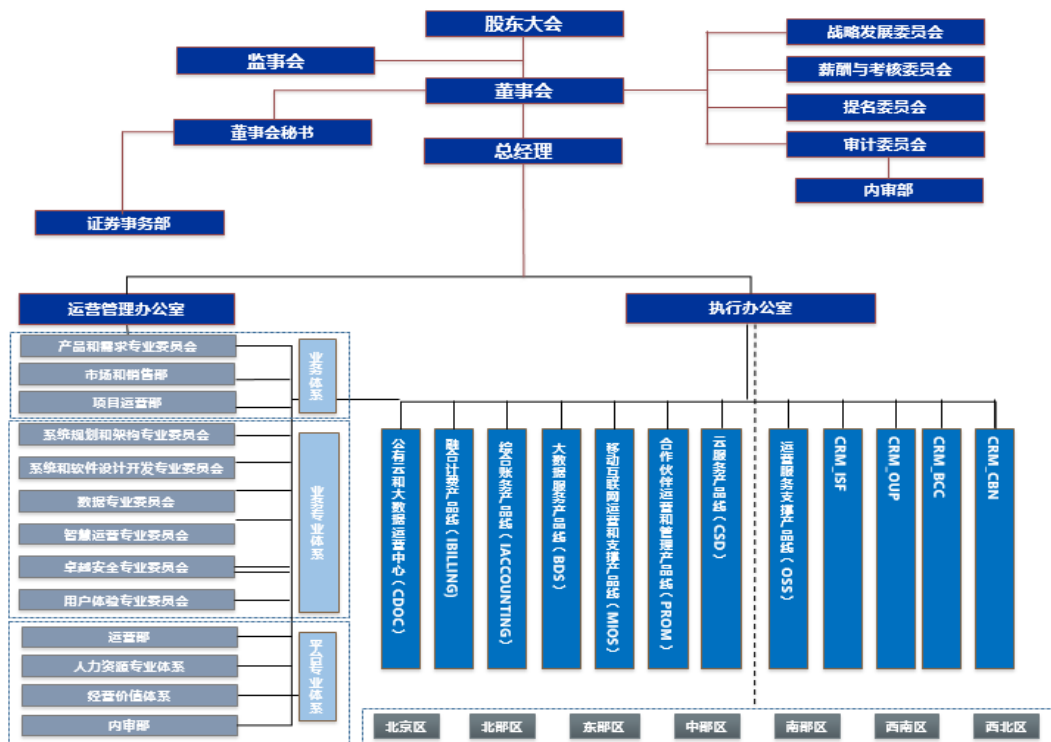 股东大会
监事会
董事会
董事会秘书
总经理
证券事务部
战略发展委员会
薪酬与考核委员会
提名委员会
审计委员会
内审部
运营管理办公室
执行办公室
产品和需求专业委员会
市场和销售部
项目运营部
业务体系
系统规划和架构专业委员会
系统和软件设计开发专业委员会
数据专业委员会
智慧运营专业委员会
卓越安全专业委员会
用户体验专业委员会
业务专业体系
运营部
人力资源专业体系
经营价值体系
内审部
平台专业体系
公有云和大数据运营中心(CDOC)
融合计费产品线(IBILLING)
综合账务产品线(IACCOUNTING)
大数据服务产品线(BDS)
移动互联网运营和支撑产品线(MIOS)
合作伙伴运营和管理产品线(PROM)
云服务产品线(CSD)
运营服务支撑产品线(OSS)
CRM_ISF
CRM_OUP
CRM_BCC
CRM_CBN
北京区
北部区
东部区
中部区
南部区
西南区
西北区